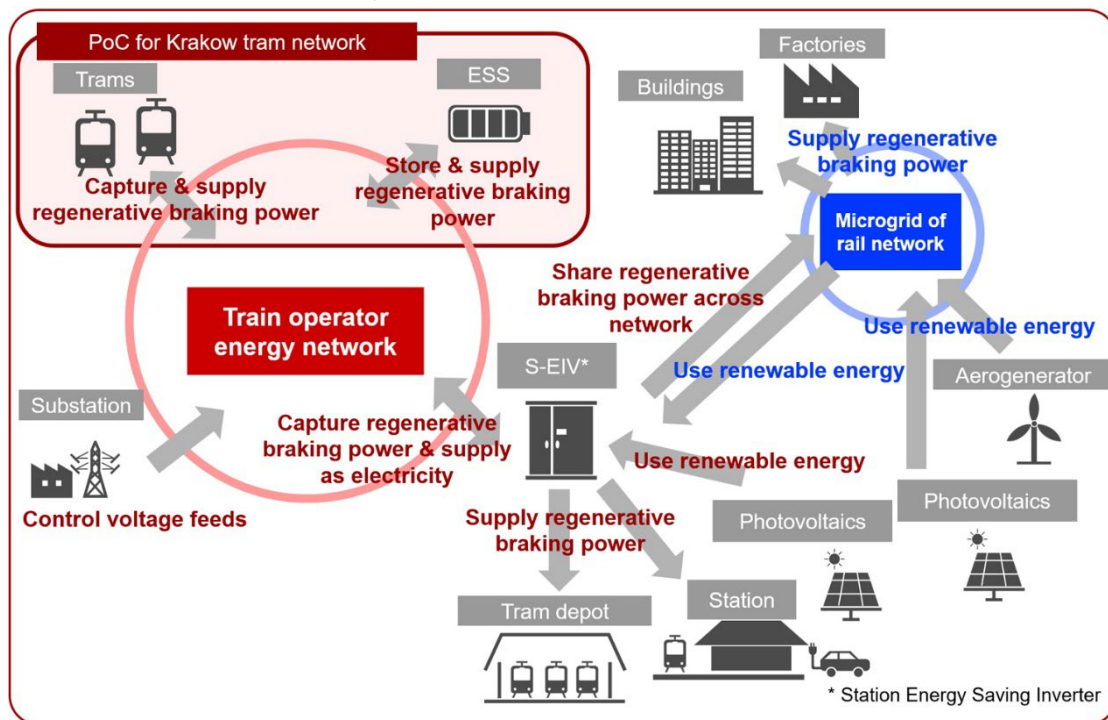 PoC for Krakow tram network
Trams
ESS
Capture & supply
regenerative braking power
Store & supply
regenerative braking
power
Factories
Buildings
Supply regenerative
braking power
Microgrid of
rail network
Share regenerative
braking power across
network
Use renewable energy
Use renewable energy
Train operator
energy network
S-EIV*
Aerogenerator
Substation
Capture regenerative
braking power & supply
as electricity
Control voltage feeds
Use renewable energy
Photovoltaics
Photovoltaics
Supply regenerative
braking power
Tram depot
Station
* Station Energy Saving Inverter